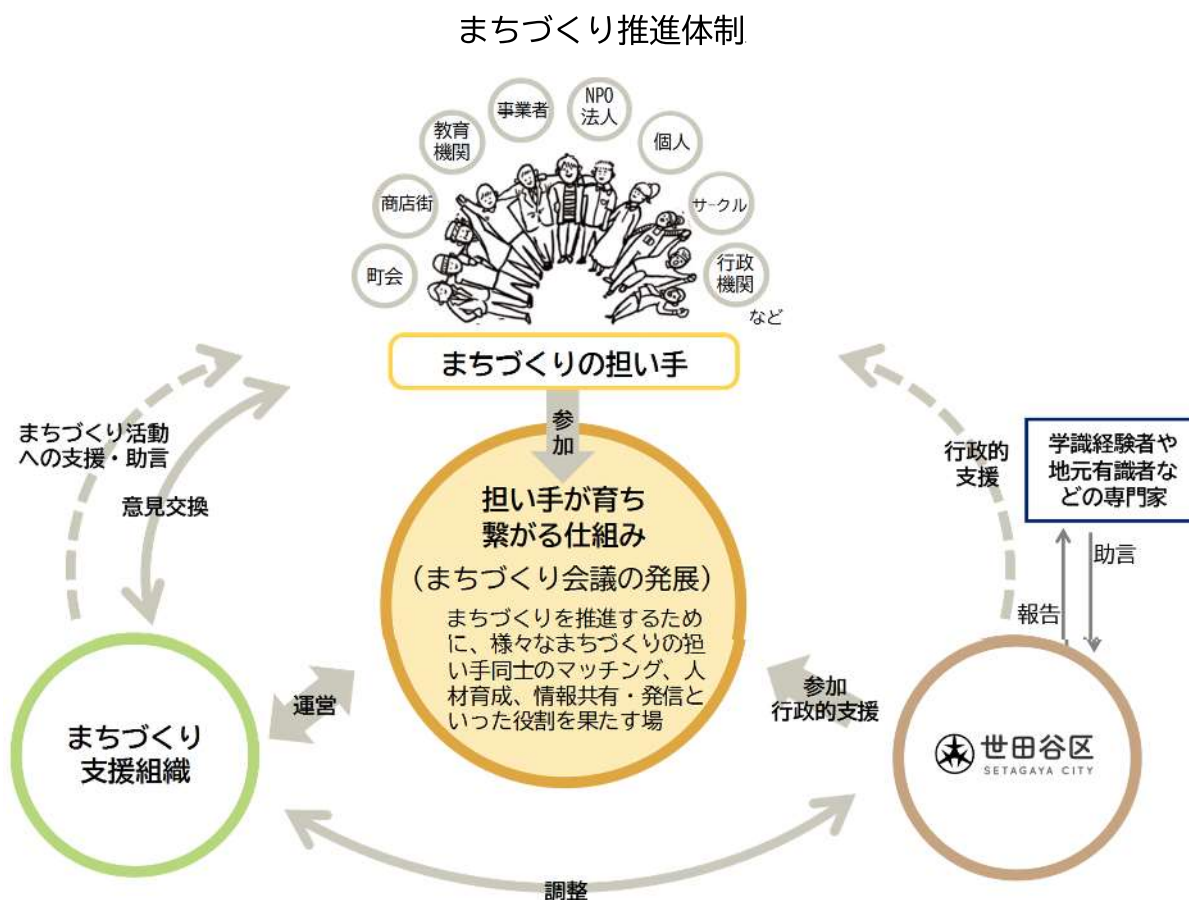 まちづくり推進体制
NPO
法人
事業者
個人
教育
機関
商店街
サークル
町会
行政
機関
など
まちづくりの担い手
参
加
まちづくり活動
への支援・助言
意見交換
行政的
支援
学識経験者や
地元有識者な
どの専門家
助言
報告
担い手が育ち
繋がる仕組み
(まちづくり会議の発展)
まちづくりを推進するため
に、様々なまちづくりの担
い手同士のマッチング、人
材育成、情報共有・発信と
いった役割を果たす場
運営
参加
行政的支援
まちづくり
支援組織
世田谷区
SETAGAYA CITY
調整